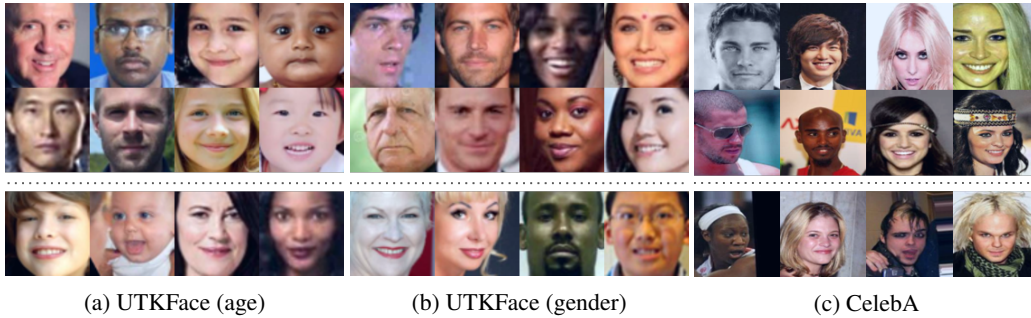 (a) UTKFace (age)
(b) UTKFace (gender)
(c) CelebA